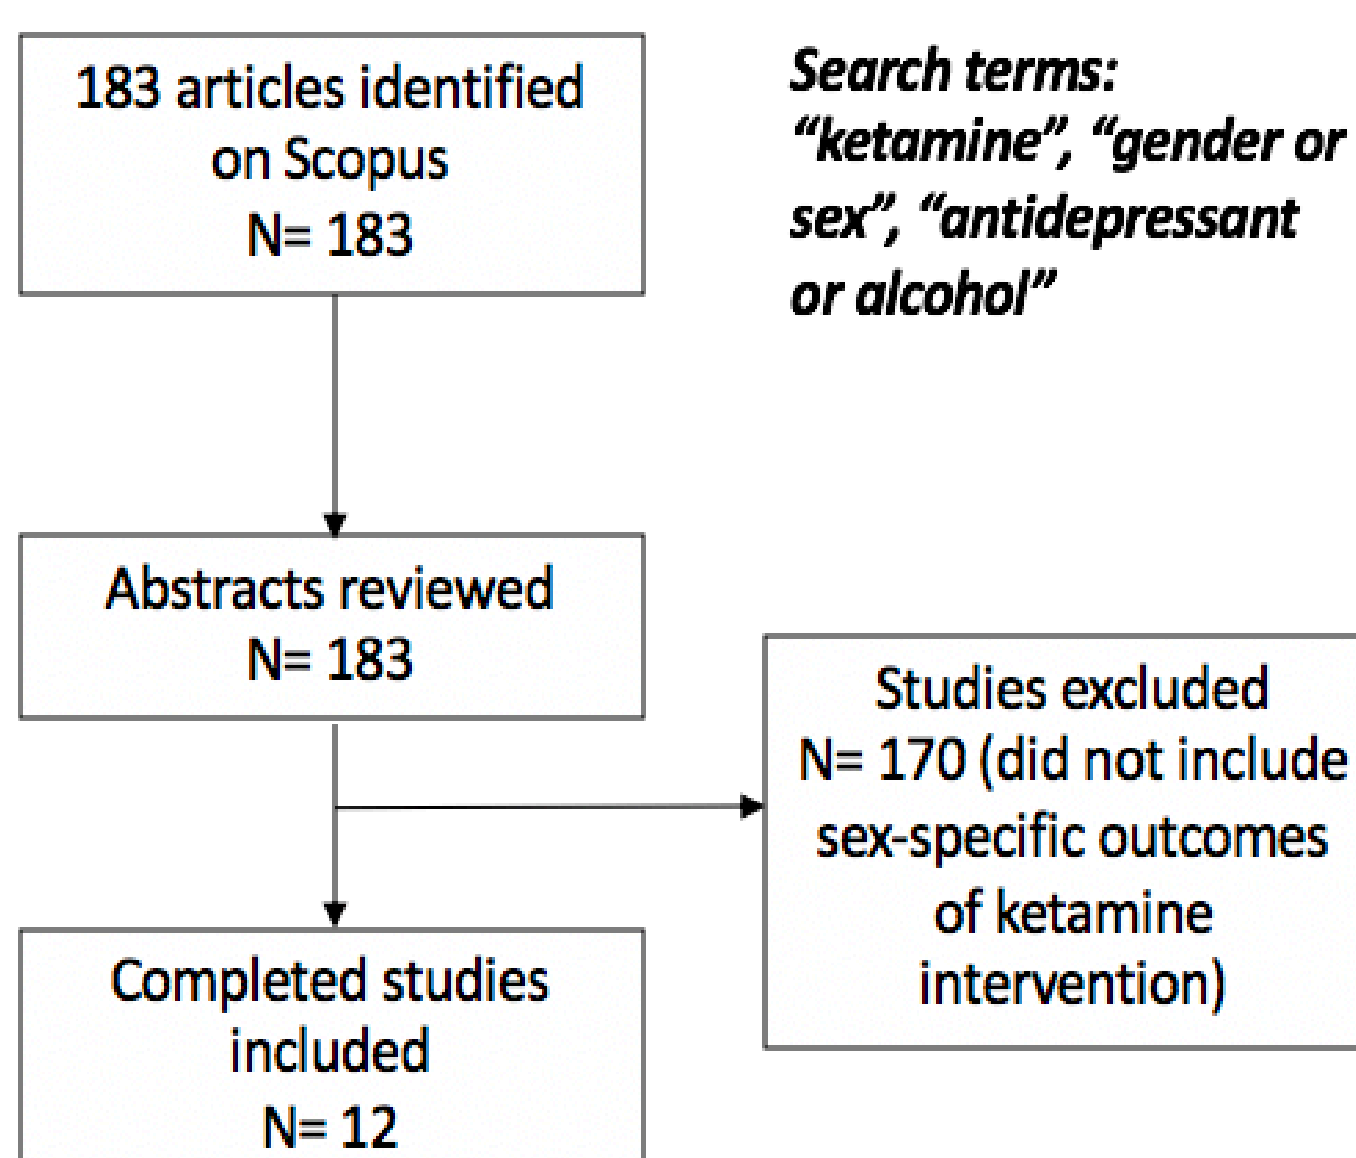 183 articles identified
on Scopus
N= 183
Search terms:
“ketamine”, “gender or
sex”, “antidepressant
or alcohol”
Abstracts reviewed
N= 183
Studies excluded
N= 170 (did not include
sex-specific outcomes
of ketamine
intervention)
Completed studies
included
N= 12